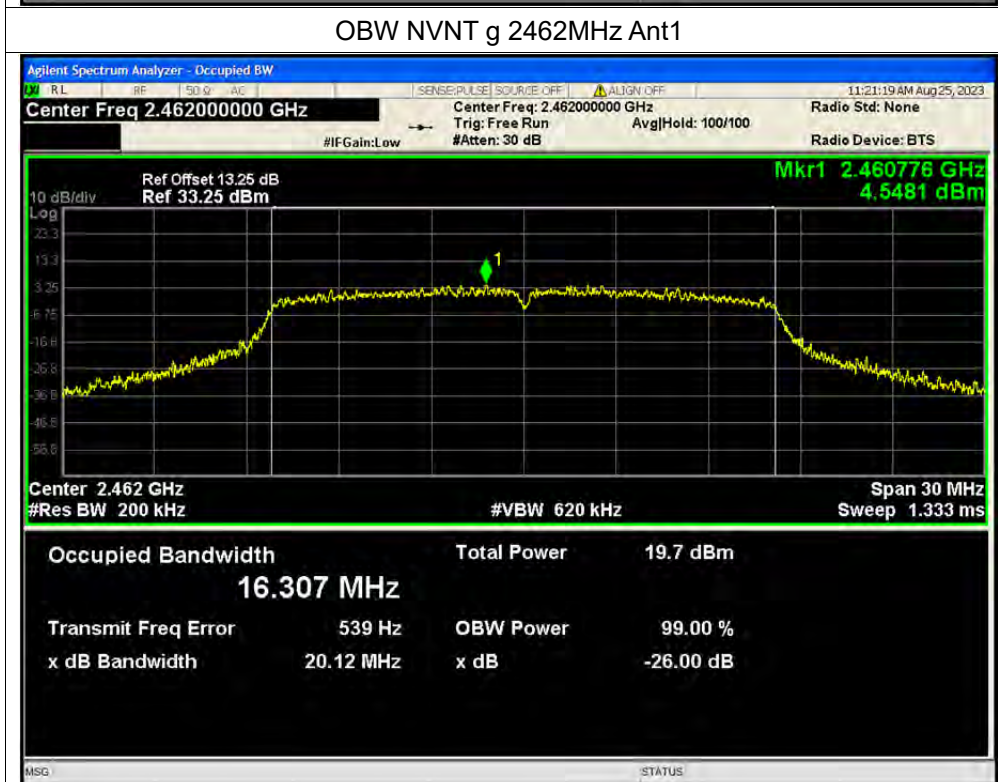 OBW NVNT g 2462MHz Ant1
Agilent Spectrum Analyzer - Occupied BW
LXI RL RF 50 Ω AC SENSE:PULSE SOURCE OFF ALIGN OFF 11:21:19 AM Aug 25, 2023
Center Freq 2.462000000 GHz Center Freq: 2.462000000 GHz Radio Std: None
Trig: Free Run Avg|Hold: 100/100
#IFGain:Low #Atten: 30 dB Radio Device: BTS
Mkr1 2.460776 GHz
4.5481 dBm
Ref Offset 13.25 dB
10 dB/div Ref 33.25 dBm
Log
23.3
13.3
3.25
-6.75
-16.8
-26.8
-36.8
-46.8
-56.8
1
Center 2.462 GHz Span 30 MHz
#Res BW 200 kHz #VBW 620 kHz Sweep 1.333 ms
Occupied Bandwidth Total Power 19.7 dBm
16.307 MHz
Transmit Freq Error 539 Hz OBW Power 99.00 %
x dB Bandwidth 20.12 MHz x dB -26.00 dB
MSG STATUS